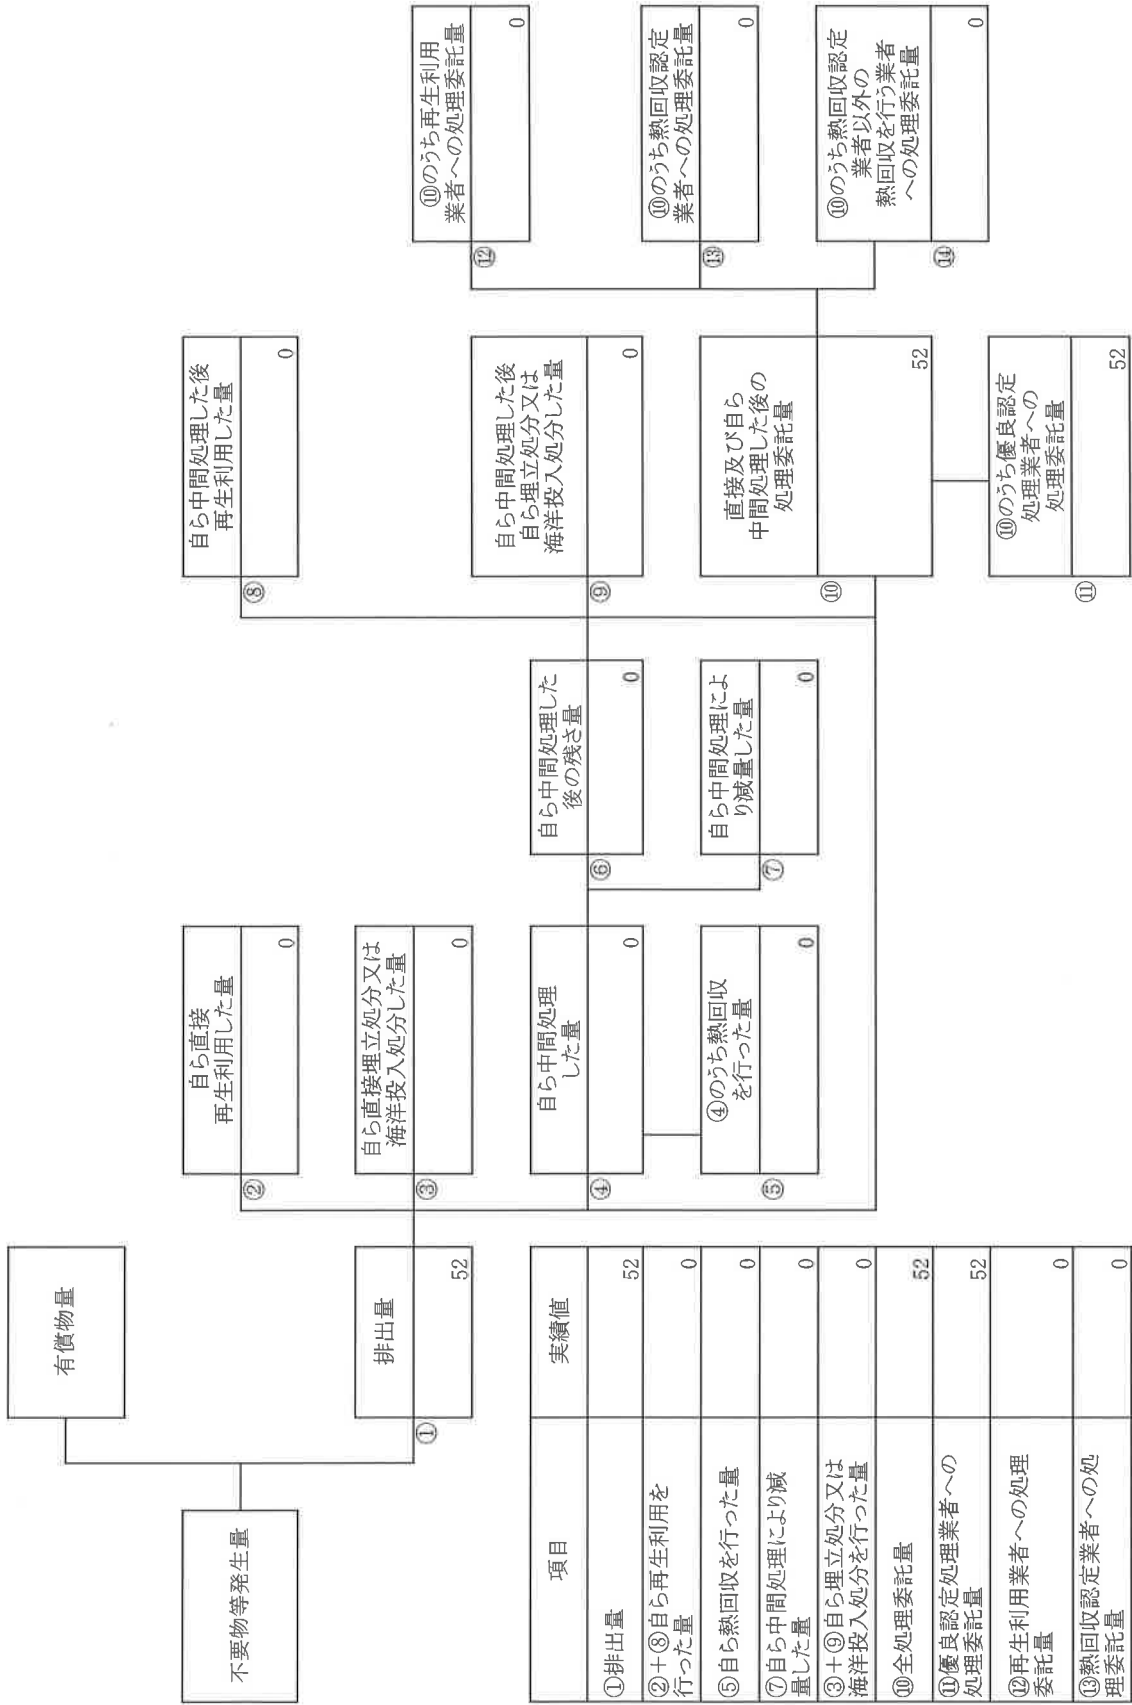 不要物等発生量
有償物量
①
排出量
52
②
自ら直接
再生利用した量
0
③
自ら直接埋立処分又は
海洋投入処分した量
0
④
自ら中間処理
した量
0
⑤
④のうち熱回収
を行った量
0
⑥
自ら中間処理した
後の残さ量
0
⑦
自ら中間処理によ
り減量した量
0
⑧
自ら中間処理した後
再生利用した量
0
⑨
自ら中間処理した後
自ら埋立処分又は
海洋投入処分した量
0
⑩
直接及び自ら
中間処理した後の
処理委託量
52
⑪
⑩のうち優良認定
処理業者への
処理委託量
52
⑫
⑩のうち再生利用
業者への処理委託量
0
⑬
⑩のうち熱回収認定
業者への処理委託量
0
⑭
⑩のうち熱回収認定
業者以外の
熱回収を行う業者
への処理委託量
0
項目 実績値
①排出量 52
②+⑧自ら再生利用を
行った量 0
⑤自ら熱回収を行った量 0
⑦自ら中間処理により減
量した量 0
③+⑨自ら埋立処分又は
海洋投入処分を行った量 0
⑩全処理委託量 52
⑪優良認定処理業者への
処理委託量 52
⑫再生利用業者への処理
委託量 0
⑬熱回収認定業者への処
理委託量 0